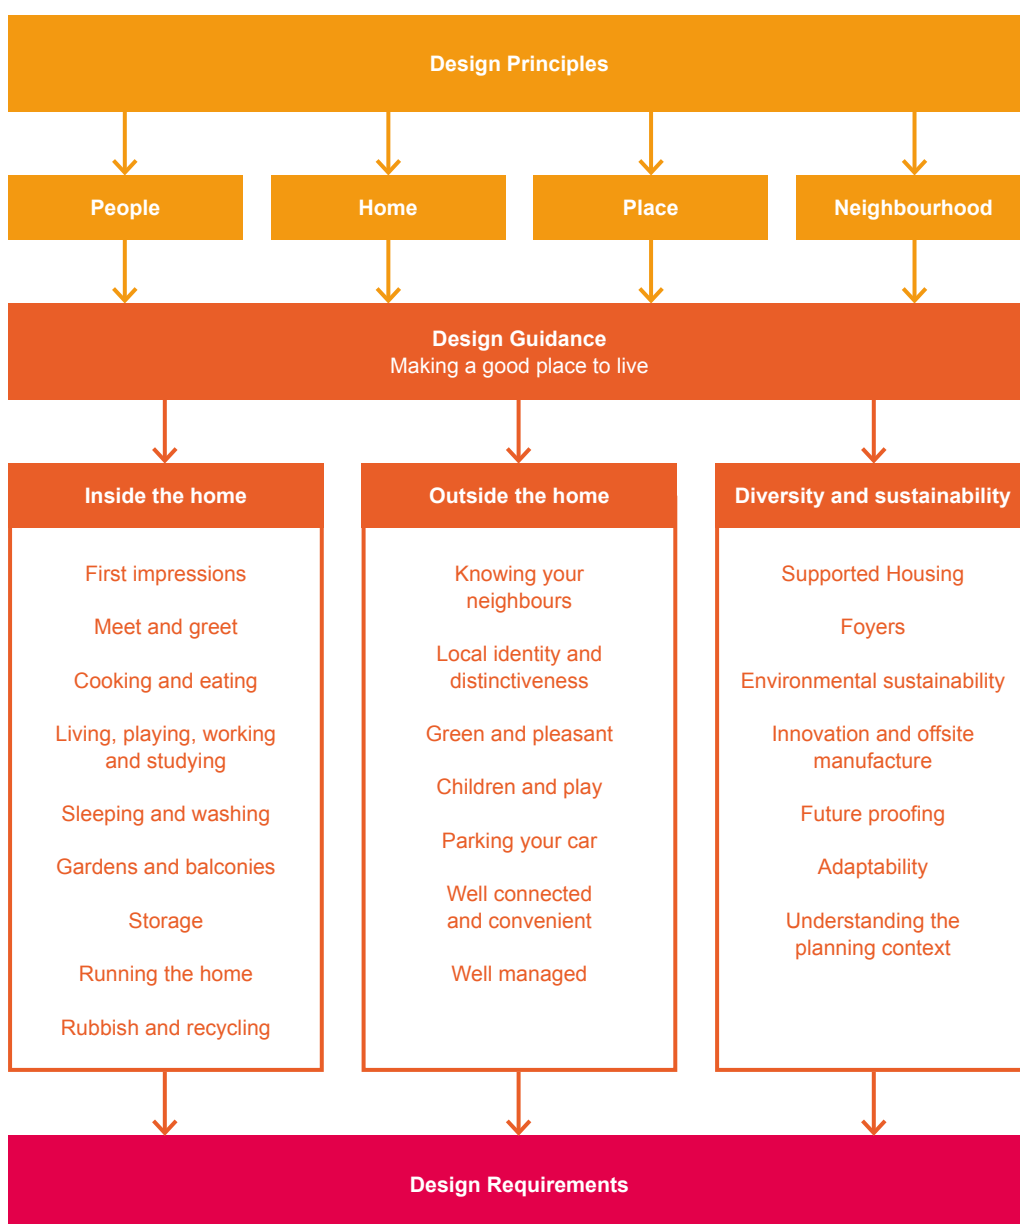 Design Principles
People
Home
Place
Neighbourhood
Design Guidance
Making a good place to live
Inside the home
First impressions
Meet and greet
Cooking and eating
Living, playing, working
and studying
Sleeping and washing
Gardens and balconies
Storage
Running the home
Rubbish and recycling
Outside the home
Knowing your
neighbours
Local identity and
distinctiveness
Green and pleasant
Children and play
Parking your car
Well connected
and convenient
Well managed
Diversity and sustainability
Supported Housing
Foyers
Environmental sustainability
Innovation and offsite
manufacture
Future proofing
Adaptability
Understanding the
planning context
Design Requirements